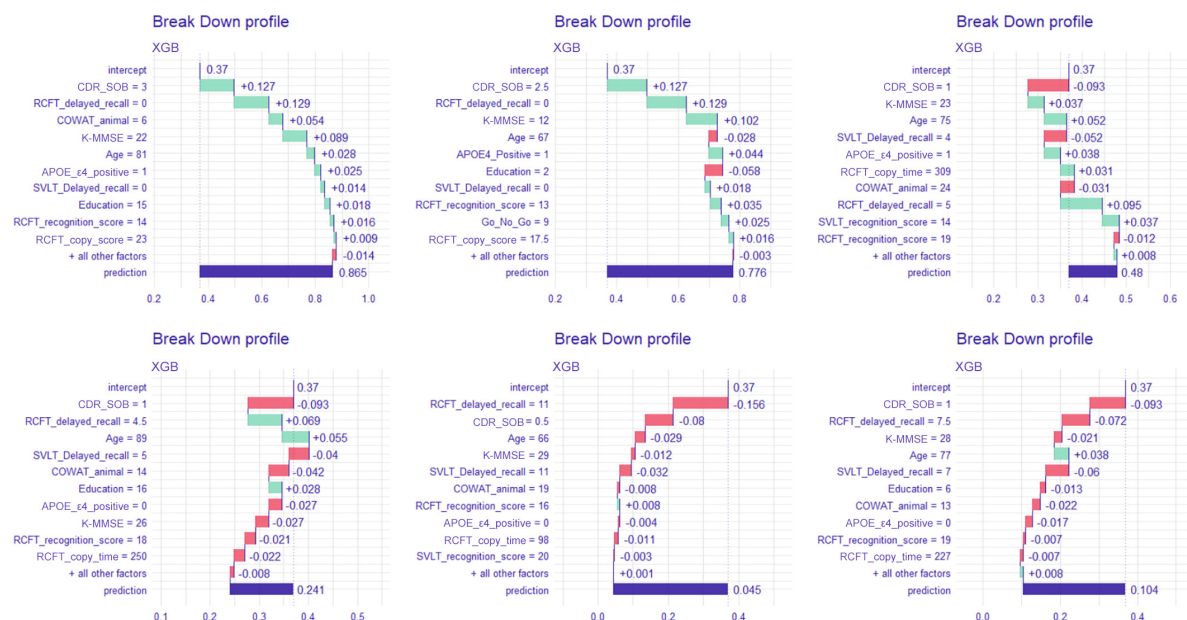 Break Down profile
XGB
intercept 0.37
CDR_SOB = 3 +0.127
RCFT_delayed_recall = 0 +0.129
COWAT_animal = 6 +0.054
K-MMSE = 22 +0.089
Age = 81 +0.028
APOE_ε4_positive = 1 +0.025
SVLT_Delayed_recall = 0 +0.014
Education = 15 +0.018
RCFT_recognition_score = 14 +0.016
RCFT_copy_score = 23 +0.009
+ all other factors -0.014
prediction 0.865
0.2 0.4 0.6 0.8 1.0
Break Down profile
XGB
intercept 0.37
CDR_SOB = 2.5 +0.127
RCFT_delayed_recall = 0 +0.129
K-MMSE = 12 +0.102
Age = 67 -0.028
APOE4_Positive = 1 +0.044
Education = 2 -0.058
SVLT_Delayed_recall = 0 +0.018
RCFT_recognition_score = 13 +0.035
Go_No_Go = 9 +0.025
RCFT_copy_score = 17.5 +0.016
+ all other factors -0.003
prediction 0.776
0.2 0.4 0.6 0.8
Break Down profile
XGB
intercept 0.37
CDR_SOB = 1 -0.093
K-MMSE = 23 +0.037
Age = 75 +0.052
SVLT_Delayed_recall = 4 -0.052
APOE_ε4_positive = 1 +0.038
RCFT_copy_time = 309 +0.031
COWAT_animal = 24 -0.031
RCFT_delayed_recall = 5 +0.095
SVLT_recognition_score = 14 +0.037
RCFT_recognition_score = 19 -0.012
+ all other factors +0.008
prediction 0.48
0.2 0.3 0.4 0.5 0.6
Break Down profile
XGB
intercept 0.37
CDR_SOB = 1 -0.093
RCFT_delayed_recall = 4.5 +0.069
Age = 89 +0.055
SVLT_Delayed_recall = 5 -0.04
COWAT_animal = 14 -0.042
Education = 16 +0.028
APOE_ε4_positive = 0 -0.027
K-MMSE = 26 -0.027
RCFT_recognition_score = 18 -0.021
RCFT_copy_time = 250 -0.022
+ all other factors -0.008
prediction 0.241
0.1 0.2 0.3 0.4 0.5
Break Down profile
XGB
intercept 0.37
RCFT_delayed_recall = 11 -0.156
CDR_SOB = 0.5 -0.08
Age = 66 -0.029
K-MMSE = 29 -0.012
SVLT_Delayed_recall = 11 -0.032
COWAT_animal = 19 -0.008
RCFT_recognition_score = 16 +0.008
APOE_ε4_positive = 0 -0.004
RCFT_copy_time = 98 -0.011
SVLT_recognition_score = 20 -0.003
+ all other factors +0.001
prediction 0.045
0.0 0.2 0.4
Break Down profile
XGB
intercept 0.37
CDR_SOB = 1 -0.093
RCFT_delayed_recall = 7.5 -0.072
K-MMSE = 28 -0.021
Age = 77 +0.038
SVLT_Delayed_recall = 7 -0.06
Education = 6 -0.013
COWAT_animal = 13 -0.022
APOE_ε4_positive = 0 -0.017
RCFT_recognition_score = 19 -0.007
RCFT_copy_time = 227 -0.007
+ all other factors +0.008
prediction 0.104
0.0 0.2 0.4